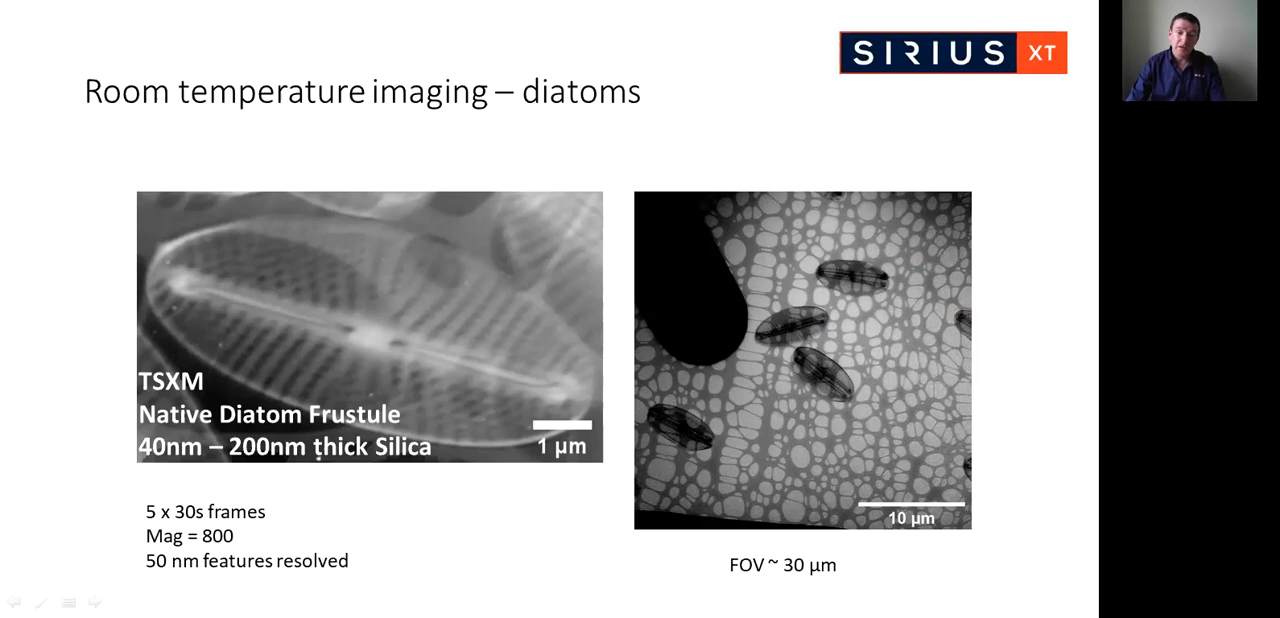 SIRIUS XT
Room temperature imaging – diatoms
TSXM
Native Diatom Frustule
40nm – 200nm thick Silica
1 µm
10 µm
5 x 30s frames
Mag = 800
50 nm features resolved
FOV ~ 30 µm